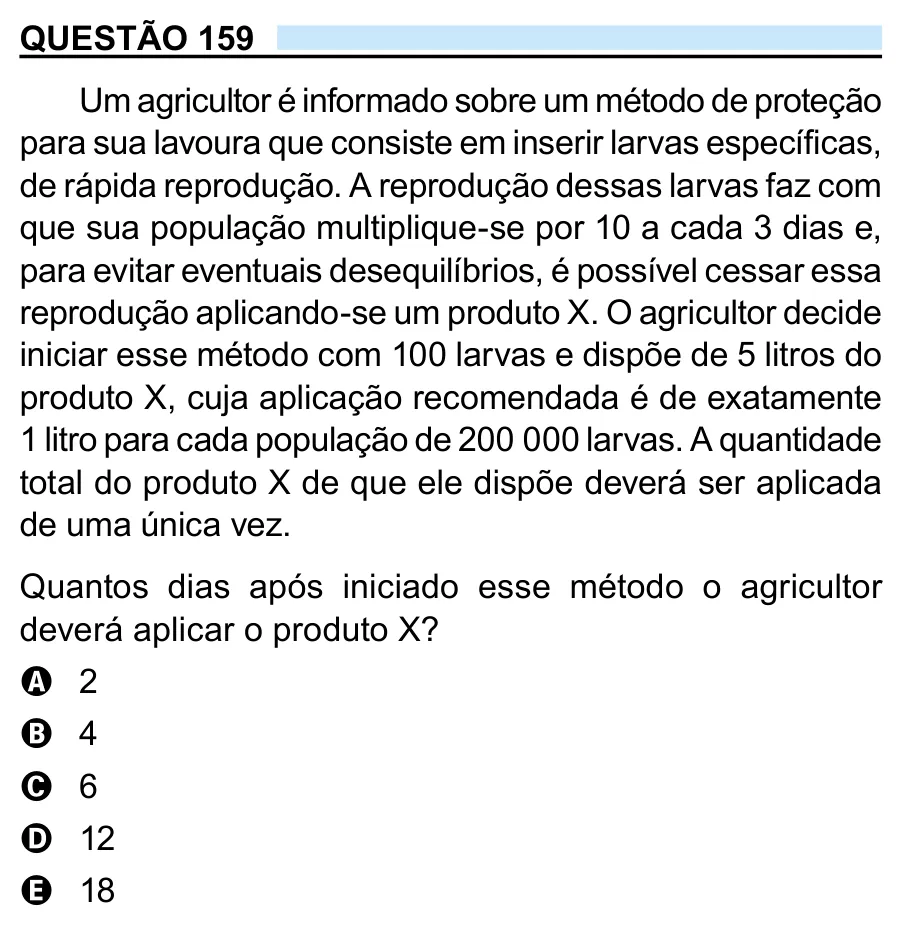 QUESTÃO 159
Um agricultor é informado sobre um método de proteção
para sua lavoura que consiste em inserir larvas específicas,
de rápida reprodução. A reprodução dessas larvas faz com
que sua população multiplique-se por 10 a cada 3 dias e,
para evitar eventuais desequilíbrios, é possível cessar essa
reprodução aplicando-se um produto X. O agricultor decide
iniciar esse método com 100 larvas e dispõe de 5 litros do
produto X, cuja aplicação recomendada é de exatamente
1 litro para cada população de 200 000 larvas. A quantidade
total do produto X de que ele dispõe deverá ser aplicada
de uma única vez.
Quantos dias após iniciado esse método o agricultor
deverá aplicar o produto X?
A 2
B 4
C 6
D 12
E 18